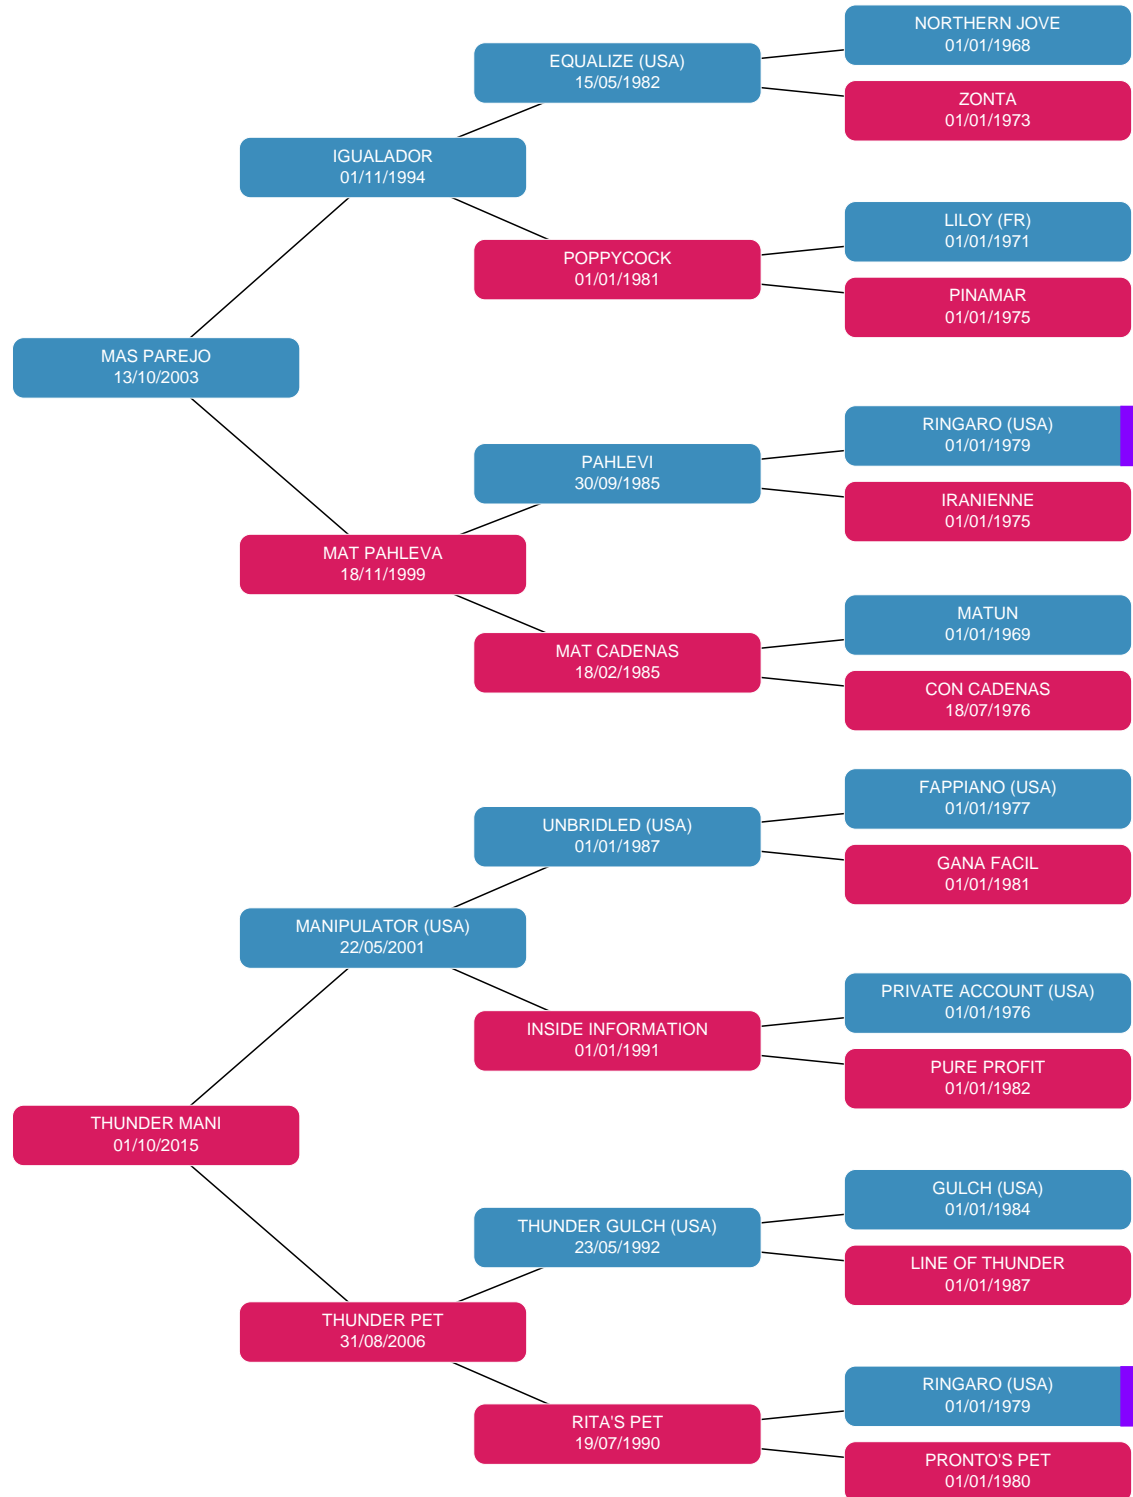 NORTHERN JOVE
01/01/1968
EQUALIZE (USA)
15/05/1982
ZONTA
01/01/1973
IGUALADOR
01/11/1994
LILOY (FR)
01/01/1971
POPPYCOCK
01/01/1981
PINAMAR
01/01/1975
MAS PAREJO
13/10/2003
RINGARO (USA)
01/01/1979
PAHLEVI
30/09/1985
IRANIENNE
01/01/1975
MAT PAHLEVA
18/11/1999
MATUN
01/01/1969
MAT CADENAS
18/02/1985
CON CADENAS
18/07/1976
FAPPIANO (USA)
01/01/1977
UNBRIDLED (USA)
01/01/1987
GANA FACIL
01/01/1981
MANIPULATOR (USA)
22/05/2001
PRIVATE ACCOUNT (USA)
01/01/1976
INSIDE INFORMATION
01/01/1991
PURE PROFIT
01/01/1982
THUNDER MANI
01/10/2015
GULCH (USA)
01/01/1984
THUNDER GULCH (USA)
23/05/1992
LINE OF THUNDER
01/01/1987
THUNDER PET
31/08/2006
RINGARO (USA)
01/01/1979
RITA'S PET
19/07/1990
PRONTO'S PET
01/01/1980